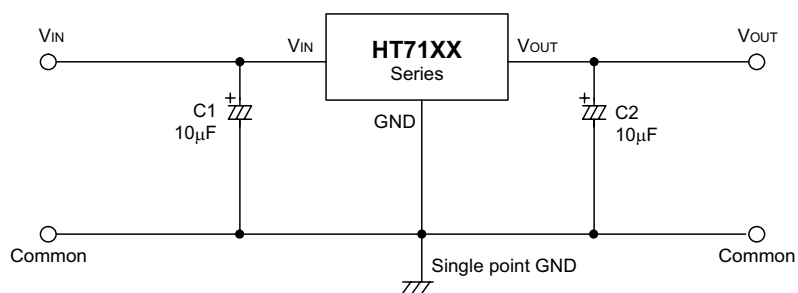 VIN
VIN
HT71XX
Series
VOUT
VOUT
+
C1
10μF
GND
+
C2
10μF
Common
Single point GND
Common